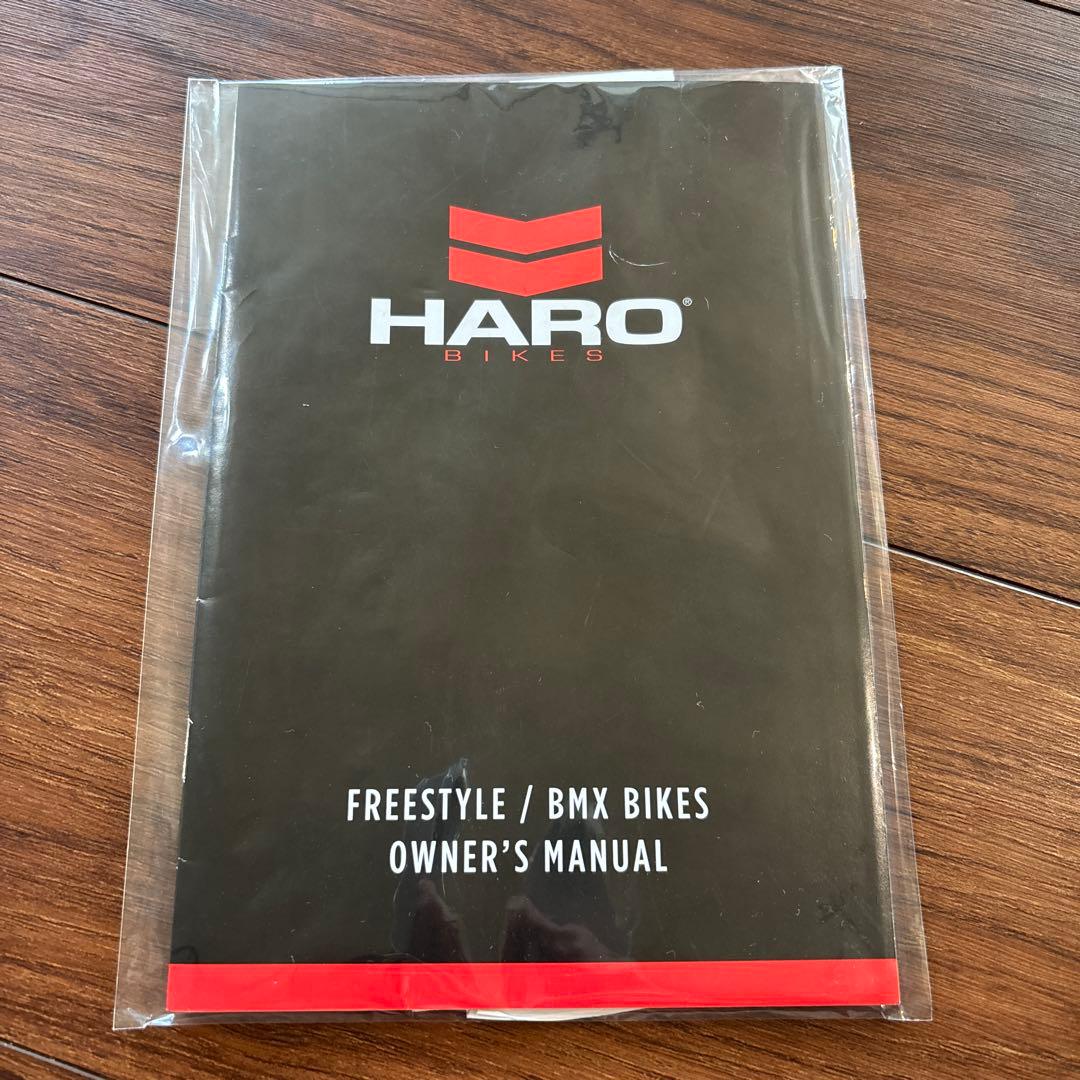 HARO®
BIKES
FREESTYLE / BMX BIKES
OWNER'S MANUAL